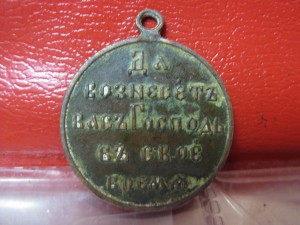 Да
вознесетъ
васъ Господь
въ свое
время